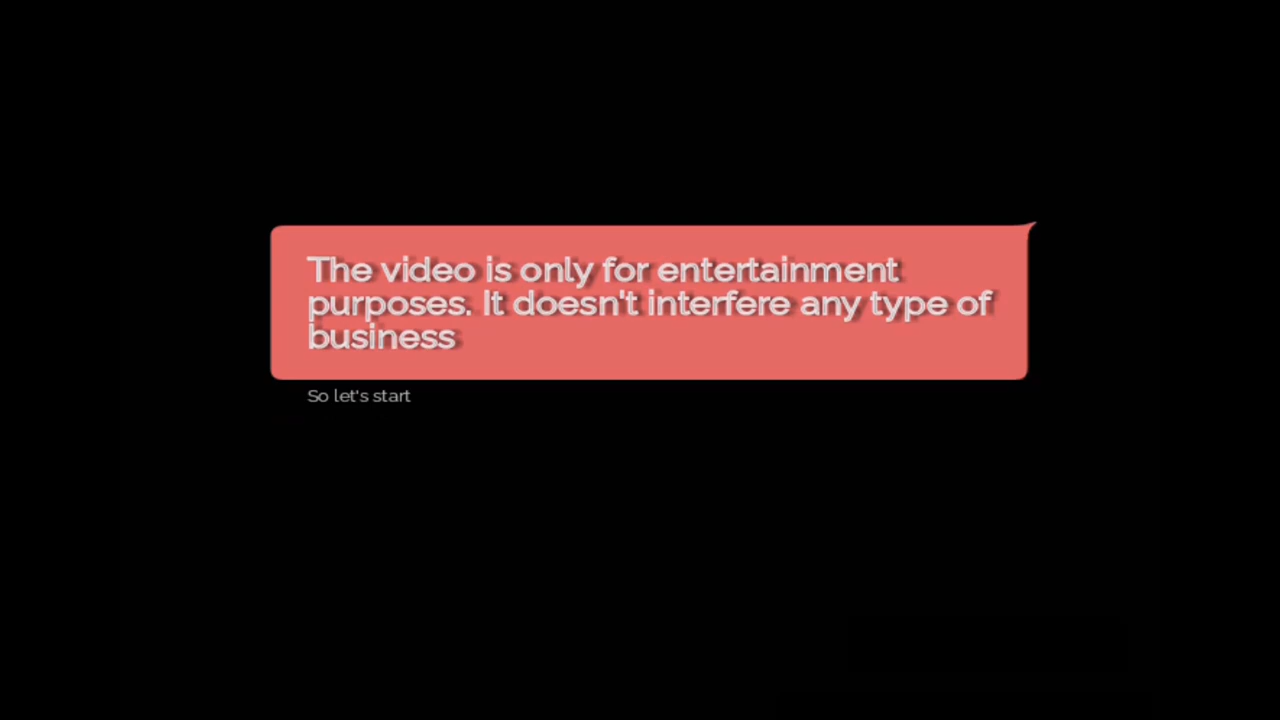 The video is only for entertainment
purposes. It doesn't interfere any type of
business
So let's start